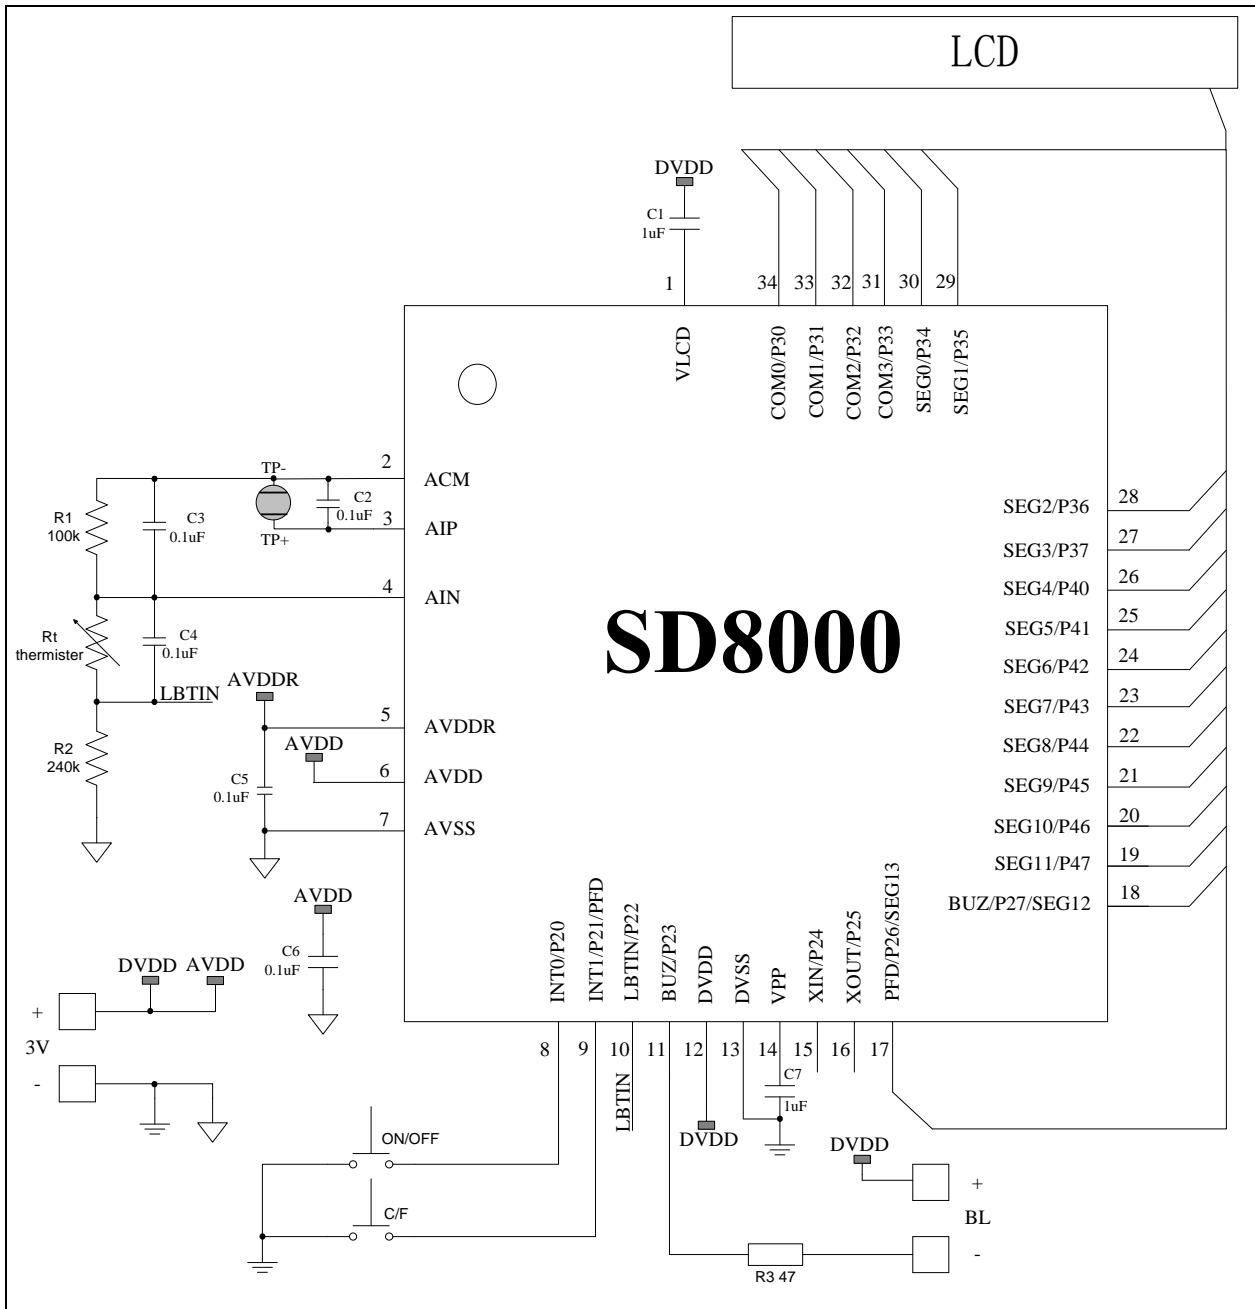 LCD
DVDD
C1
1uF
1
34
33
32
31
30
29
VLCD
COM0/P30
COM1/P31
COM2/P32
COM3/P33
SEG0/P34
SEG1/P35
TP-
2
ACM
R1
100k
C3
0.1uF
C2
0.1uF
3
AIP
TP+
4
AIN
SD8000
Rt
thermister
C4
0.1uF
LBTIN
AVDDR
5
AVDDR
R2
240k
AVDD
6
AVDD
C5
0.1uF
7
AVSS
SEG2/P36
28
SEG3/P37
27
SEG4/P40
26
SEG5/P41
25
SEG6/P42
24
SEG7/P43
23
SEG8/P44
22
SEG9/P45
21
SEG10/P46
20
SEG11/P47
19
BUZ/P27/SEG12
18
AVDD
C6
0.1uF
DVDD
AVDD
+
3V
-
INT0/P20
INT1/P21/PFD
LBTIN/P22
BUZ/P23
DVDD
DVSS
VPP
XIN/P24
XOUT/P25
PFD/P26/SEG13
8
9
10
11
12
13
14
15
16
17
LBTIN
C7
1uF
DVDD
ON/OFF
C/F
DVDD
+
BL
-
R3 47